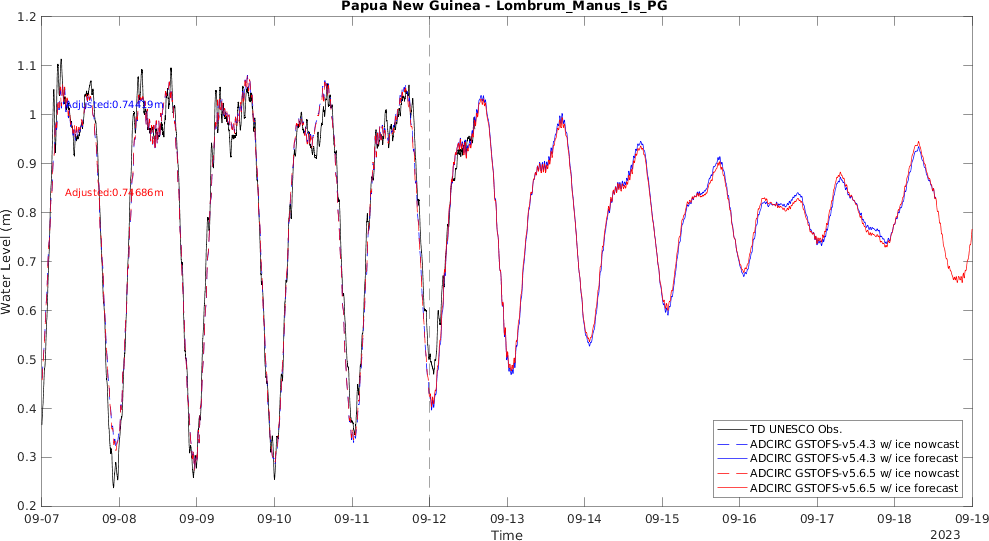 Papua New Guinea - Lombrum_Manus_Is_PG
1.2
1.1
1
0.9
0.8
0.7
0.6
0.5
0.4
0.3
0.2
Water Level (m)
Adjusted:0.74429m
Adjusted:0.74686m
TD UNESCO Obs.
ADCIRC GSTOFS-v5.4.3 w/ ice nowcast
ADCIRC GSTOFS-v5.4.3 w/ ice forecast
ADCIRC GSTOFS-v5.6.5 w/ ice nowcast
ADCIRC GSTOFS-v5.6.5 w/ ice forecast
09-07 09-08 09-09 09-10 09-11 09-12 09-13 09-14 09-15 09-16 09-17 09-18 09-19
Time
2023